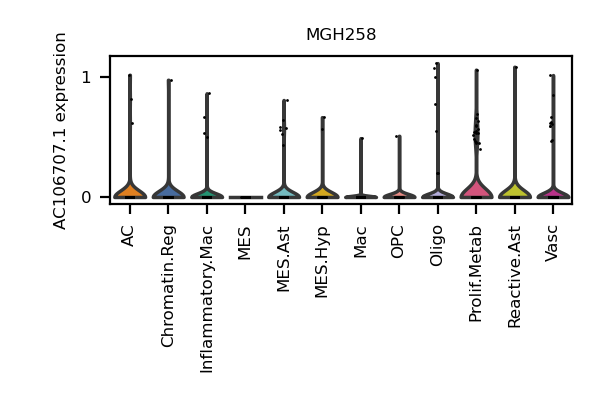 MGH258
AC106707.1 expression
1
0
AC
Chromatin.Reg
Inflammatory.Mac
MES
MES.Ast
MES.Hyp
Mac
OPC
Oligo
Prolif.Metab
Reactive.Ast
Vasc